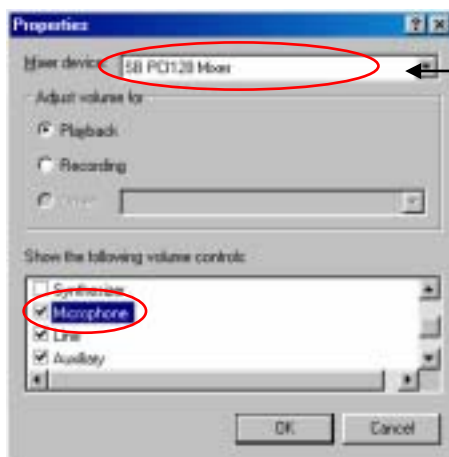 Properties
Mixer device: SB PCI128 Mixer
Adjust volume for
Playback
Recording
Show the following volume controls:
Synthesizer
Microphone
Line
Auxiliary
OK Cancel